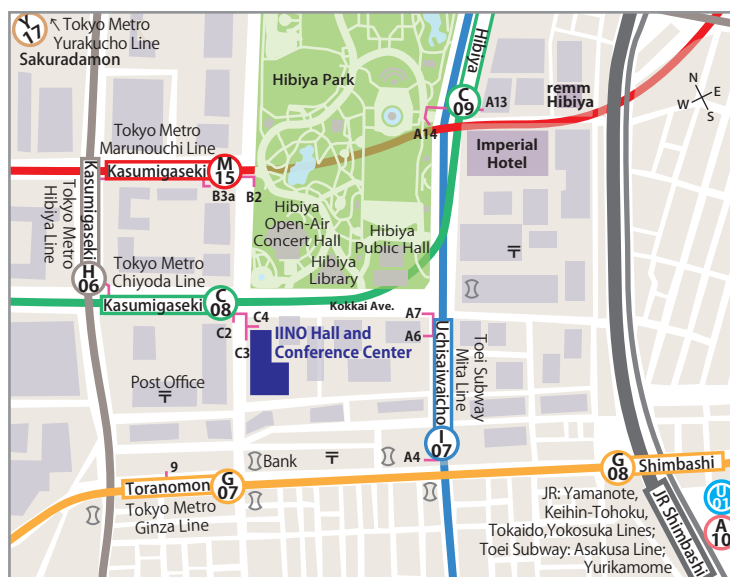 Y
17
Tokyo Metro
Yurakucho Line
Sakuradamon
Hibiya Park
Hibiya
C
09
A13
A14
remm
Hibiya
N
E
W
S
Imperial
Hotel
Tokyo Metro
Marunouchi Line
Kasumigaseki
M
15
B3a
B2
Kasumigaseki
Tokyo Metro
Hibiya Line
H
06
Hibiya
Open-Air
Concert Hall
Hibiya
Public Hall
Hibiya
Library
Tokyo Metro
Chiyoda Line
Kasumigaseki
C
08
Kokkai Ave.
C4
C2
C3
IINO Hall and
Conference Center
A7
A6
Uchisaiwaicho
Toei Subway
Mita Line
I
07
A4
Post Office
〒
〒
〒
Bank
9
Toranomon
G
07
Tokyo Metro
Ginza Line
G
08
Shimbashi
JR: Yamanote,
Keihin-Tohoku,
Tokaido,Yokosuka Lines;
Toei Subway: Asakusa Line;
Yurikamome
JR Shimbashi
U
01
A
10